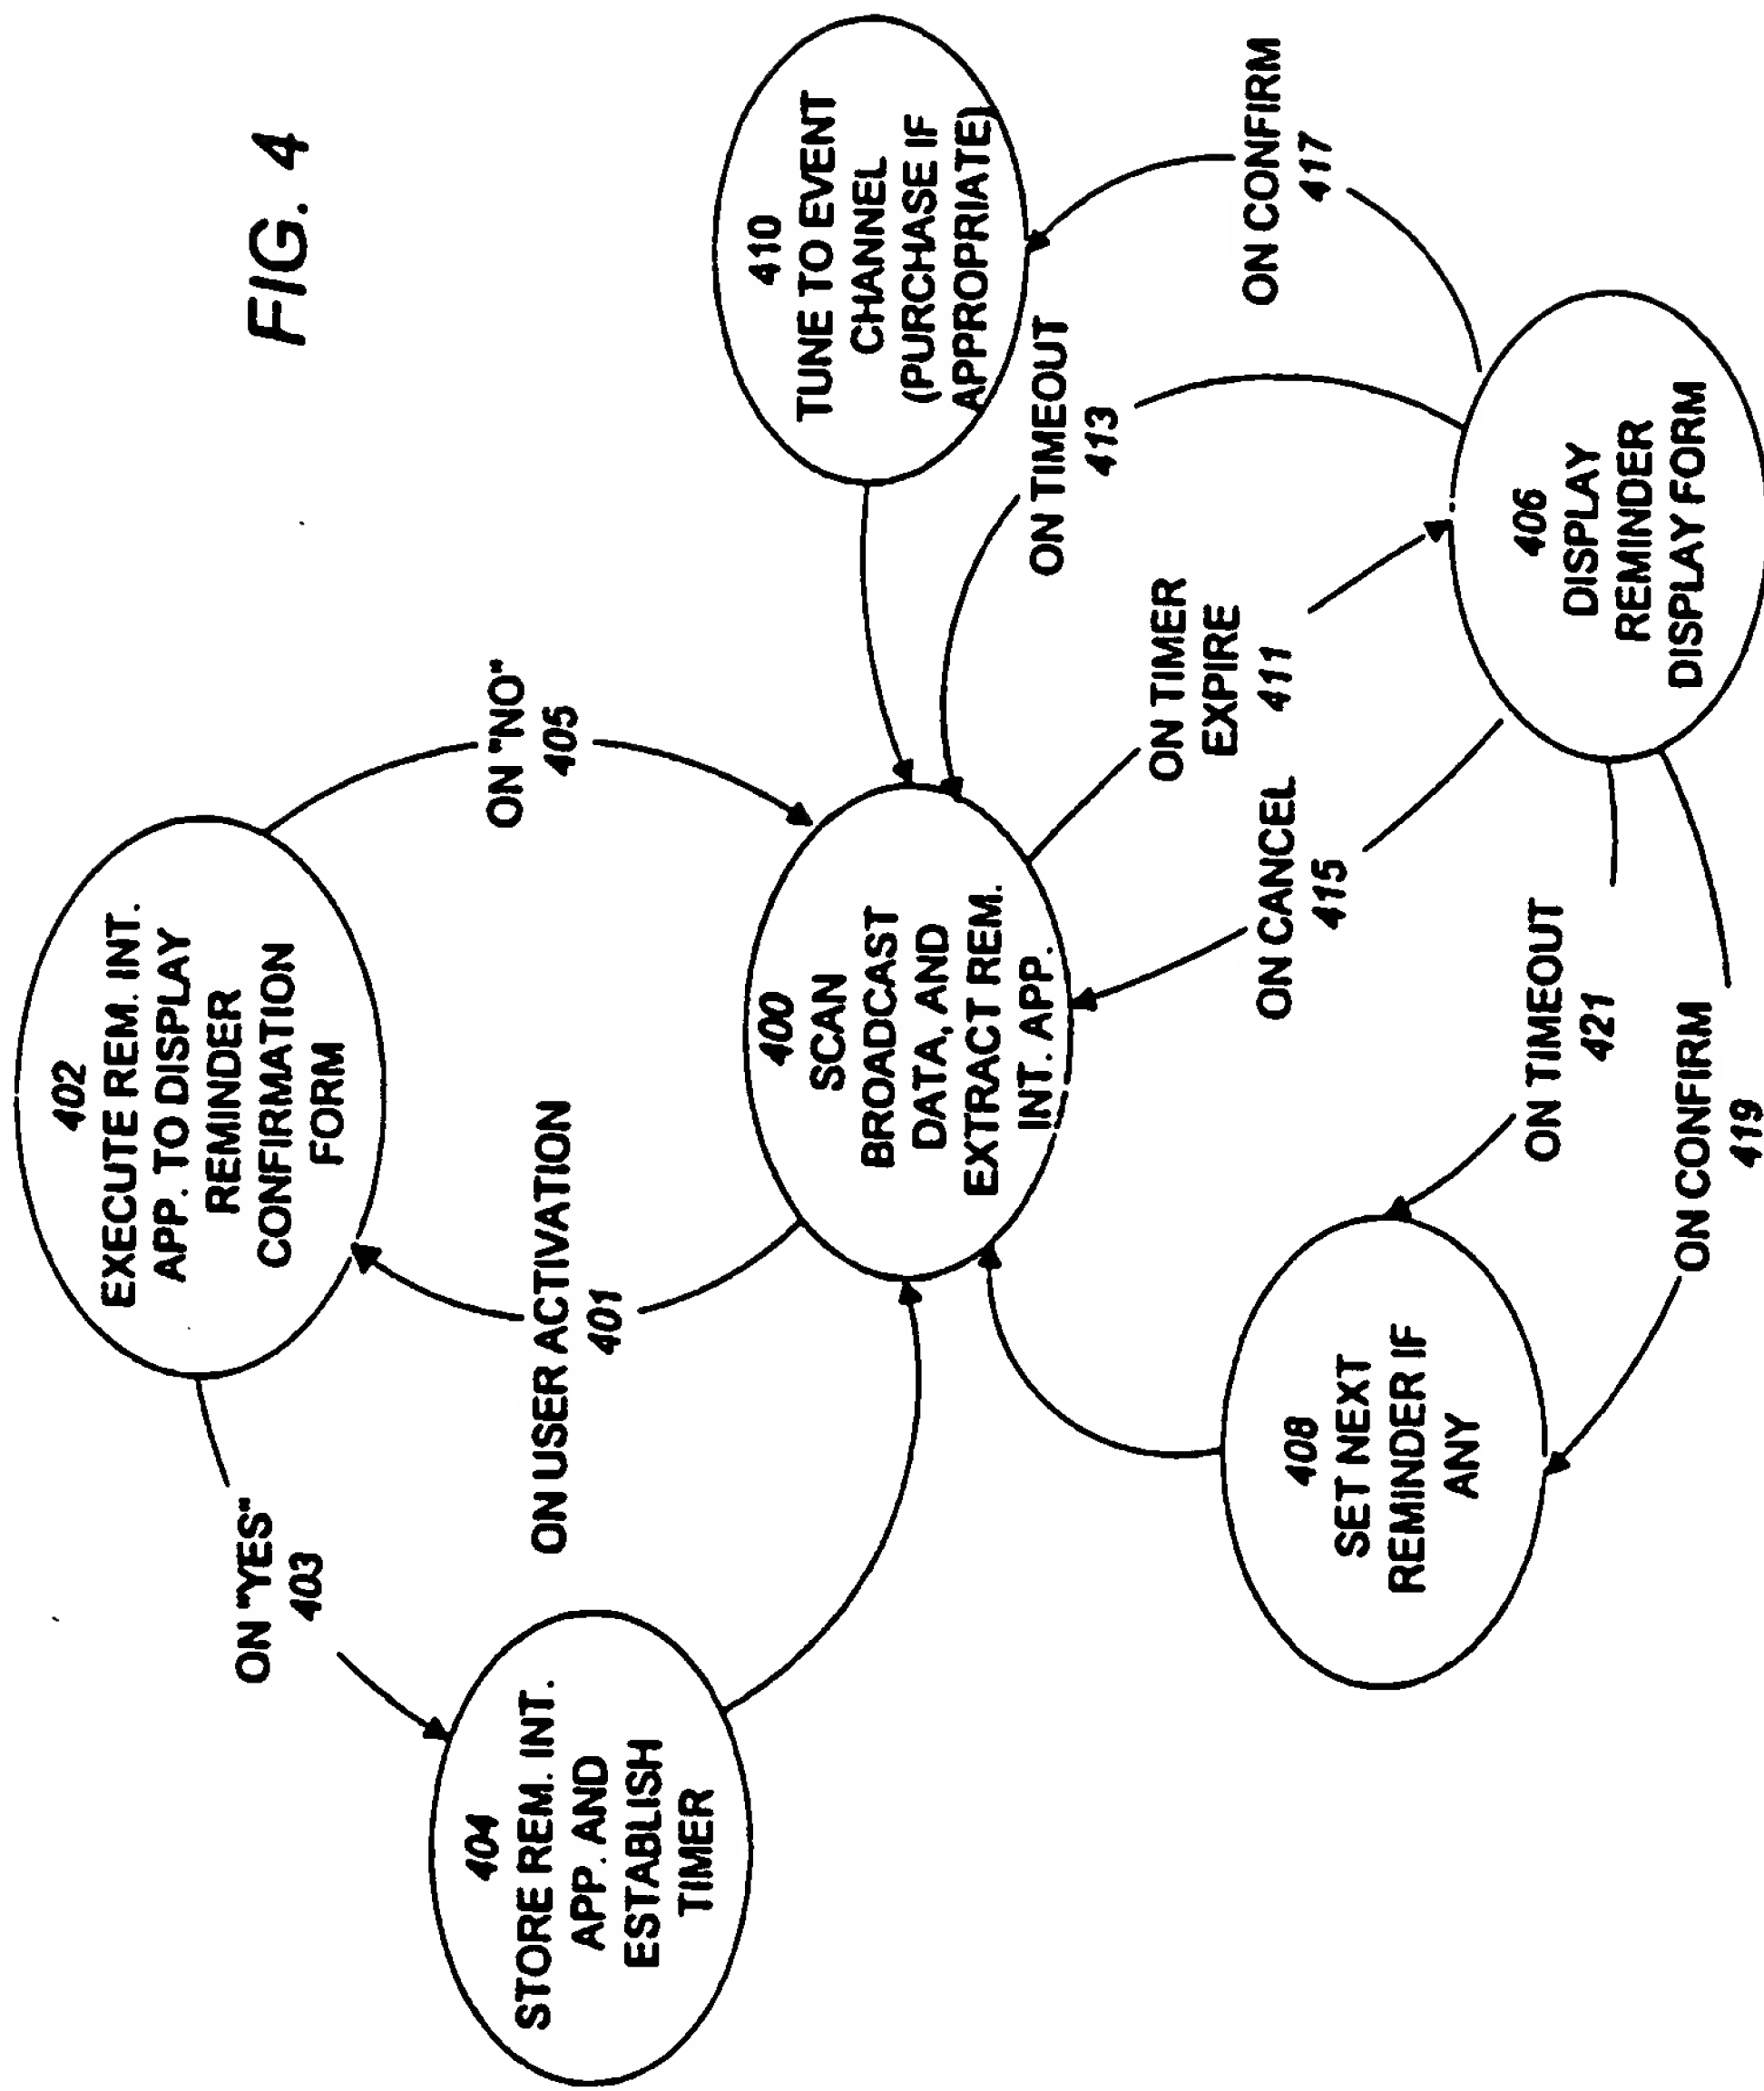 FIG. 4
402
EXECUTE REM. INT.
APP. TO DISPLAY
REMINDER
CONFIRMATION
FORM
ON "YES"
403
ON "NO"
405
404
STORE REM. INT.
APP. AND
ESTABLISH
TIMER
ON USER ACTIVATION
401
400
SCAN
BROADCAST
DATA, AND
EXTRACT REM.
INT. APP.
410
TUNE TO EVENT
CHANNEL
(PURCHASE IF
APPROPRIATE)
ON TIMEOUT
413
ON CONFIRM
417
ON TIMER
EXPIRE
411
ON CANCEL
415
408
SET NEXT
REMINDER IF
ANY
ON TIMEOUT
421
406
DISPLAY
REMINDER
DISPLAY FORM
ON CONFIRM
419